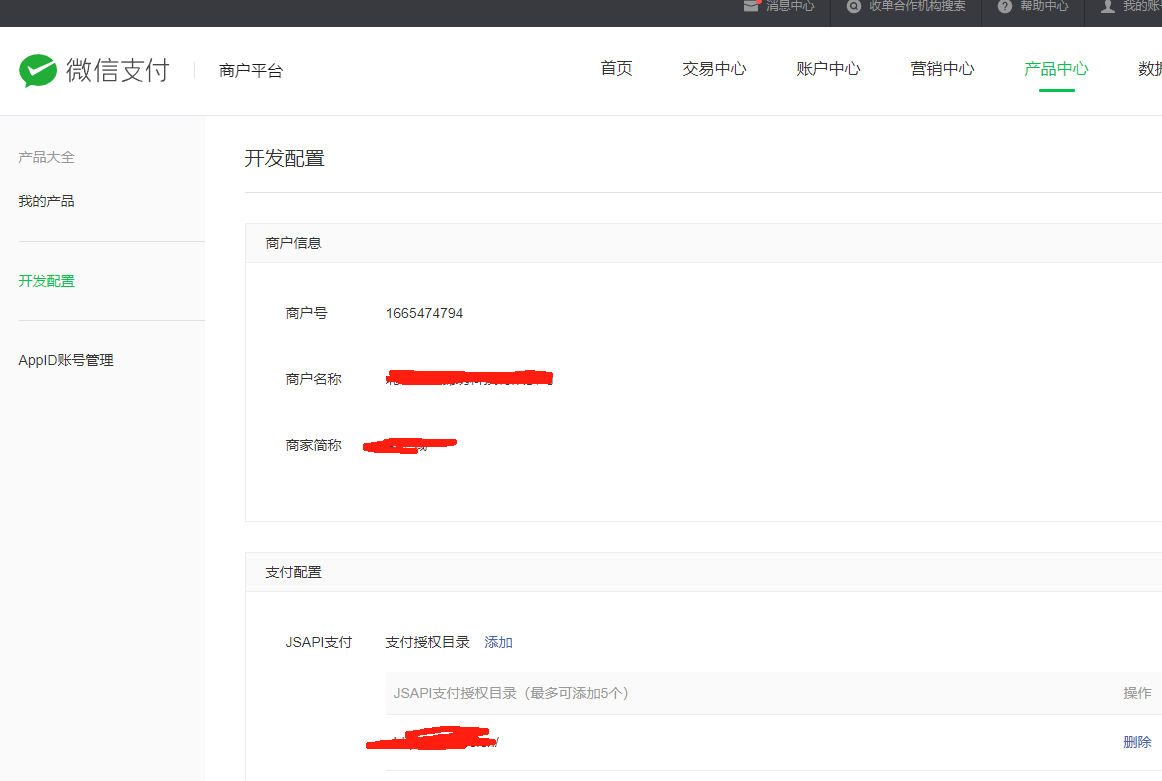 消息中心
收单合作机构搜索
帮助中心
我的账
微信支付
商户平台
首页
交易中心
账户中心
营销中心
产品中心
数据
产品大全
我的产品
开发配置
AppID账号管理
开发配置
商户信息
商户号 1665474794
商户名称
商家简称
支付配置
JSAPI支付 支付授权目录 添加
JSAPI支付授权目录（最多可添加5个） 操作
删除